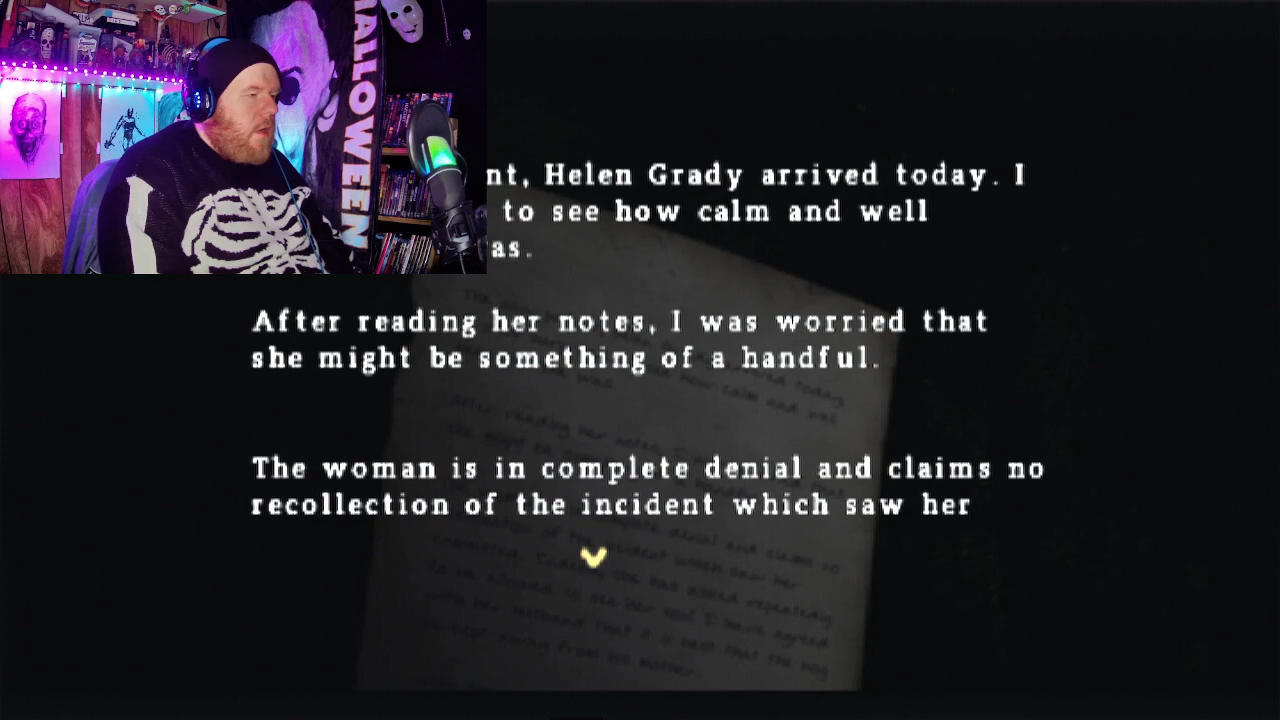 HALLOWEEN
nt, Helen Grady arrived today. I
to see how calm and well
as.
After reading her notes, I was worried that
she might be something of a handful.
The woman is in complete denial and claims no
recollection of the incident which saw her